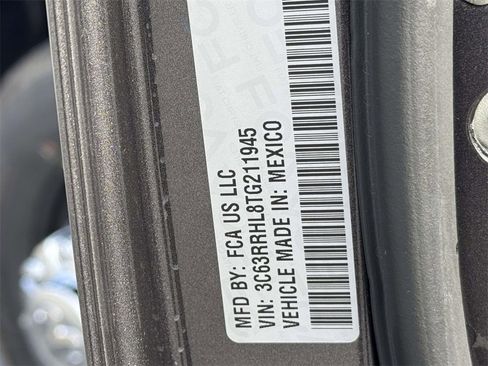 MFD BY: FCA US LLC
VIN: 3C63RRHL8TG211945
VEHICLE MADE IN: MEXICO